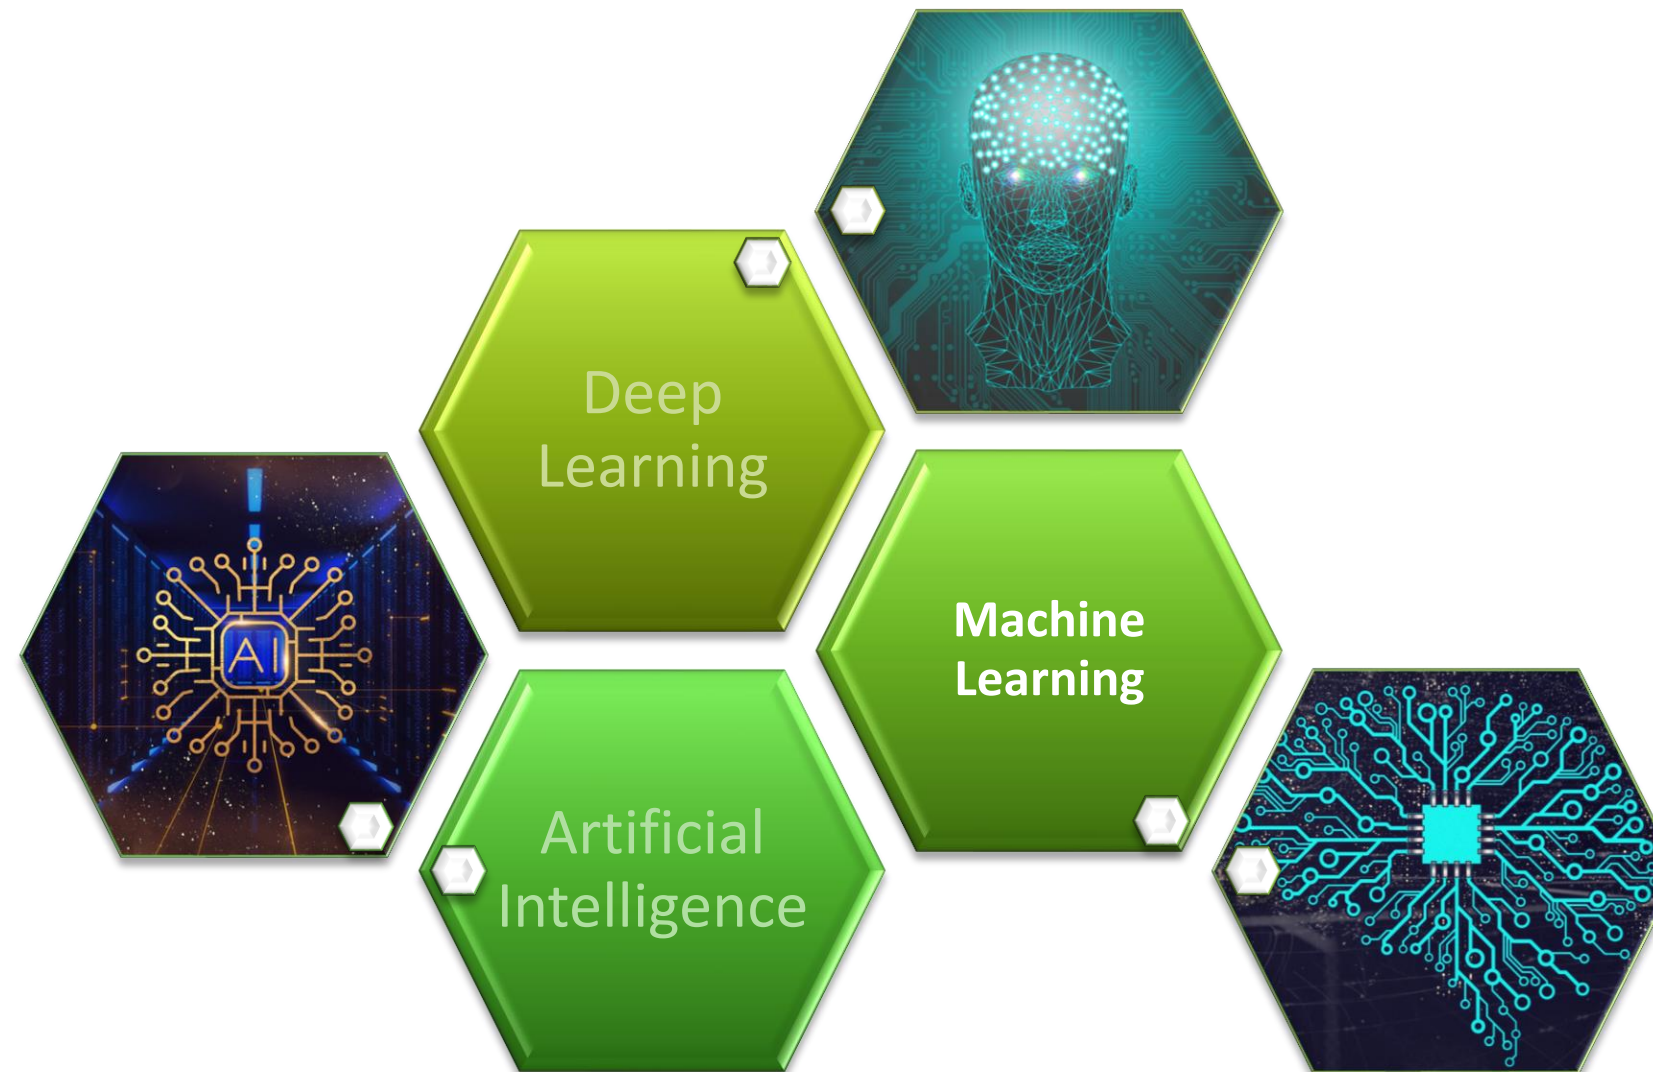 Deep
Learning
Machine
Learning
AI
Artificial
Intelligence